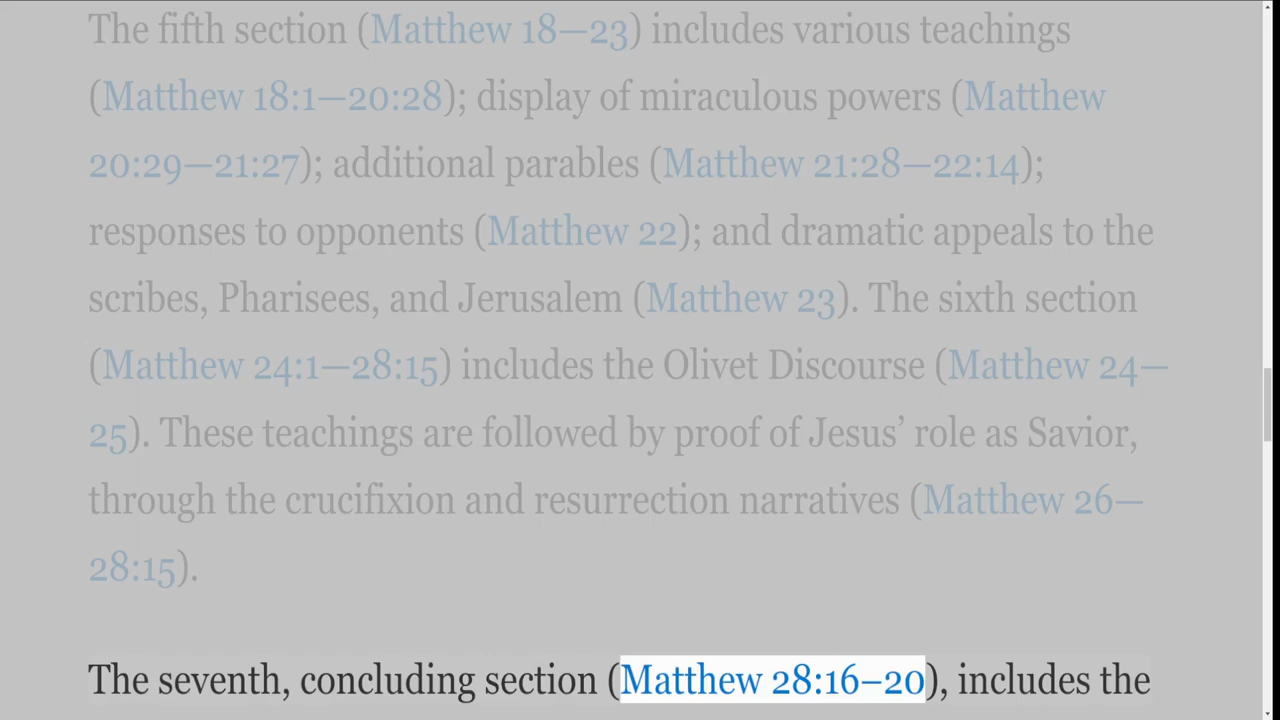 The fifth section (Matthew 18—23) includes various teachings
(Matthew 18:1—20:28); display of miraculous powers (Matthew
20:29—21:27); additional parables (Matthew 21:28—22:14);
responses to opponents (Matthew 22); and dramatic appeals to the
scribes, Pharisees, and Jerusalem (Matthew 23). The sixth section
(Matthew 24:1—28:15) includes the Olivet Discourse (Matthew 24—
25). These teachings are followed by proof of Jesus’ role as Savior,
through the crucifixion and resurrection narratives (Matthew 26—
28:15).
The seventh, concluding section (Matthew 28:16–20), includes the